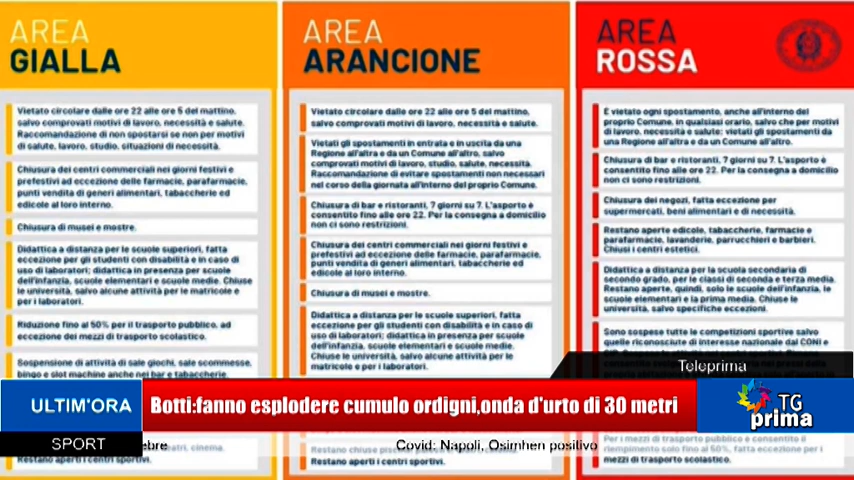 AREA
GIALLA
Vietato circolare dalle ore 22 alle ore 5 del mattino,
salvo comprovati motivi di lavoro, necessità e salute.
Raccomandazione di non spostarsi se non per motivi
di salute, lavoro, studio, situazioni di necessità.
Chiusura dei centri commerciali nei giorni festivi e
prefestivi ad eccezione delle farmacie, parafarmacie,
punti vendita di generi alimentari, tabaccherie ed
edicole al loro interno.
Chiusura di musei e mostre.
Didattica a distanza per le scuole superiori, fatta
eccezione per gli studenti con disabilità e in caso di
uso di laboratori; didattica in presenza per scuole
dell'infanzia, scuole elementari e scuole medie. Chiuse
le università, salvo alcune attività per le matricole e
per i laboratori.
Riduzione fino al 50% per il trasporto pubblico, ad
eccezione dei mezzi di trasporto scolastico.
Sospensione di attività di sale giochi, sale scommesse,
bingo e slot machine anche nei bar e tabaccherie.
Restano aperti i centri sportivi.
AREA
ARANCIONE
Vietato circolare dalle ore 22 alle ore 5 del mattino,
salvo comprovati motivi di lavoro, necessità e salute.
Vietati gli spostamenti in entrata e in uscita da una
Regione all'altra e da un Comune all'altro, salvo
comprovati motivi di lavoro, studio, salute, necessità.
Raccomandazione di evitare spostamenti non necessari
nel corso della giornata all'interno del proprio Comune.
Chiusura di bar e ristoranti, 7 giorni su 7. L'asporto è
consentito fino alle ore 22. Per la consegna a domicilio
non ci sono restrizioni.
Chiusura dei centri commerciali nei giorni festivi e
prefestivi ad eccezione delle farmacie, parafarmacie,
punti vendita di generi alimentari, tabaccherie ed
edicole al loro interno.
Chiusura di musei e mostre.
Didattica a distanza per le scuole superiori, fatta
eccezione per gli studenti con disabilità e in caso di
uso di laboratori; didattica in presenza per scuole
dell'infanzia, scuole elementari e scuole medie.
Chiuse le università, salvo alcune attività per le
matricole e per i laboratori.
Restano aperti i centri sportivi.
AREA
ROSSA
È vietato ogni spostamento, anche all'interno del
proprio Comune, in qualsiasi orario, salvo che per motivi
di lavoro, necessità e salute; vietati gli spostamenti da
una Regione all'altra e da un Comune all'altro.
Chiusura di bar e ristoranti, 7 giorni su 7. L'asporto è
consentito fino alle ore 22. Per la consegna a domicilio
non ci sono restrizioni.
Chiusura dei negozi, fatta eccezione per
supermercati, beni alimentari e di necessità.
Restano aperte edicole, tabaccherie, farmacie e
parafarmacie, lavanderie, parrucchieri e barbieri.
Chiusi i centri estetici.
Didattica a distanza per la scuola secondaria di
secondo grado, per le classi di seconda e terza media.
Restano aperte, quindi, solo le scuole dell'infanzia, le
scuole elementari e la prima media. Chiuse le
università, salvo specifiche eccezioni.
Sono sospese tutte le competizioni sportive salvo
quelle riconosciute di interesse nazionale dal CONI e
Per i mezzi di trasporto pubblico è consentito il
riempimento solo fino al 50%, fatta eccezione per i
mezzi di trasporto scolastico.
Teleprima
ULTIM'ORA
Botti:fanno esplodere cumulo ordigni,onda d'urto di 30 metri
TG
prima
SPORT
Covid: Napoli, Osimhen positivo